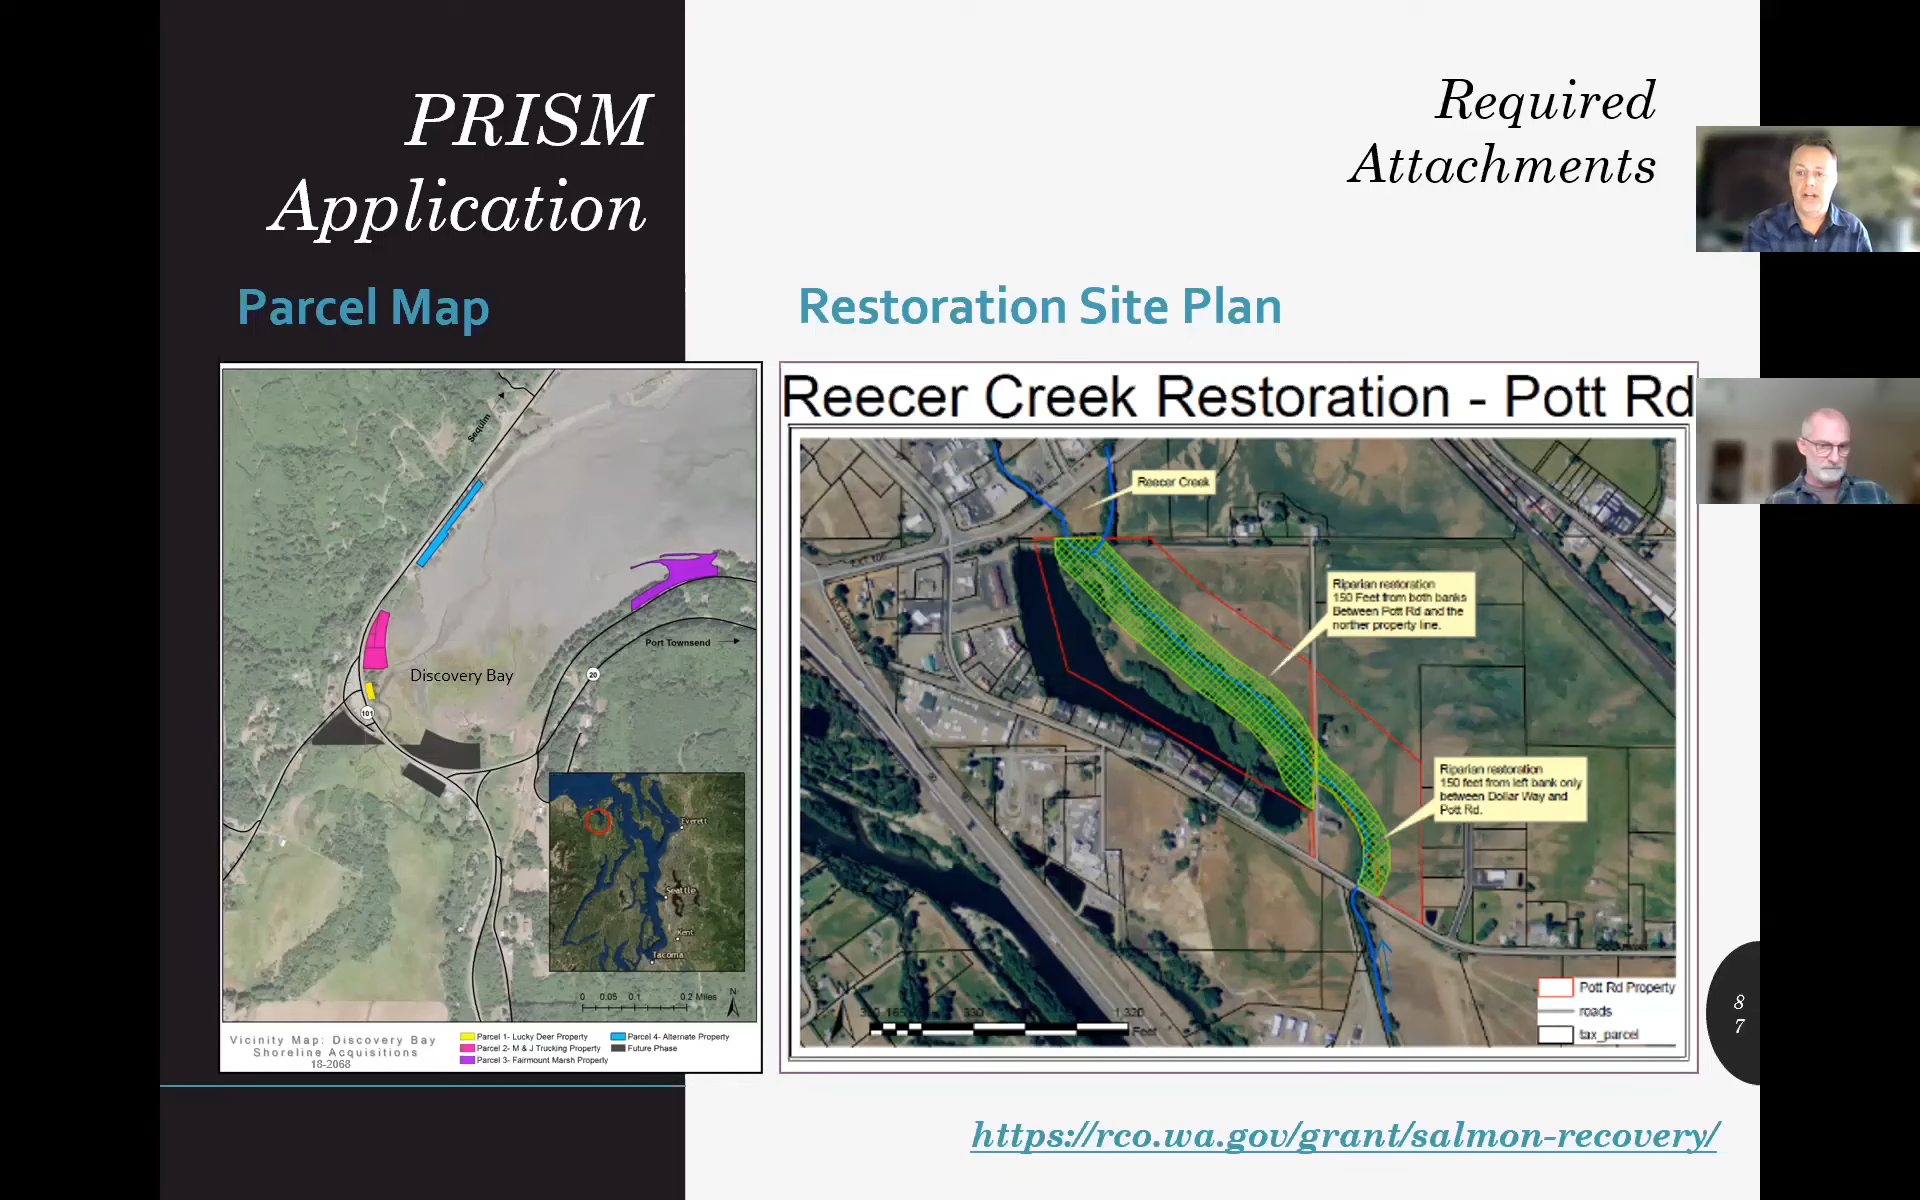 PRISM
Application
Required
Attachments
Parcel Map
Restoration Site Plan
Sequim
Port Townsend
20
Discovery Bay
101
Everett
Seattle
Kent
Tacoma
0 0.05 0.1 0.2 Miles
N
Vicinity Map: Discovery Bay
Shoreline Acquisitions
18-2068
Parcel 1- Lucky Deer Property
Parcel 2- M & J Trucking Property
Parcel 3- Fairmount Marsh Property
Parcel 4- Alternate Property
Future Phase
Reecer Creek Restoration - Pott Rd
Reecer Creek
Riparian restoration
150 Feet from both banks
Between Pott Rd and the
norther property line.
Riparian restoration
150 feet from left bank only
between Dollar Way and
Pott Rd.
N
330
1,320
Feet
Pott Rd Property
roads
tax_parcel
8
7
https://rco.wa.gov/grant/salmon-recovery/